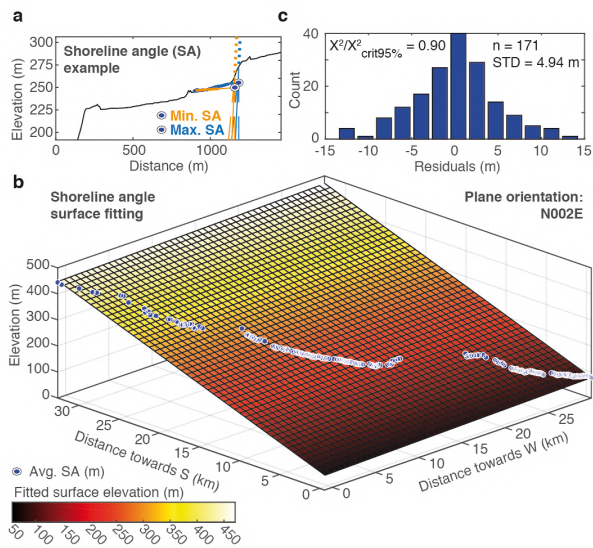 a
Shoreline angle (SA)
example
Elevation (m)
300
275
250
225
200
Min. SA
Max. SA
0
500
1000
Distance (m)
c
X²/X²crit95% = 0.90
n = 171
STD = 4.94 m
Count
40
20
0
-15
-10
-5
0
5
10
15
Residuals (m)
b
Shoreline angle
surface fitting
Plane orientation:
N002E
Elevation (m)
500
400
300
200
100
0
30
25
20
15
10
5
0
Distance towards S (km)
0
5
10
15
20
25
Distance towards W (km)
Avg. SA (m)
Fitted surface elevation (m)
50
100
150
200
250
300
350
400
450